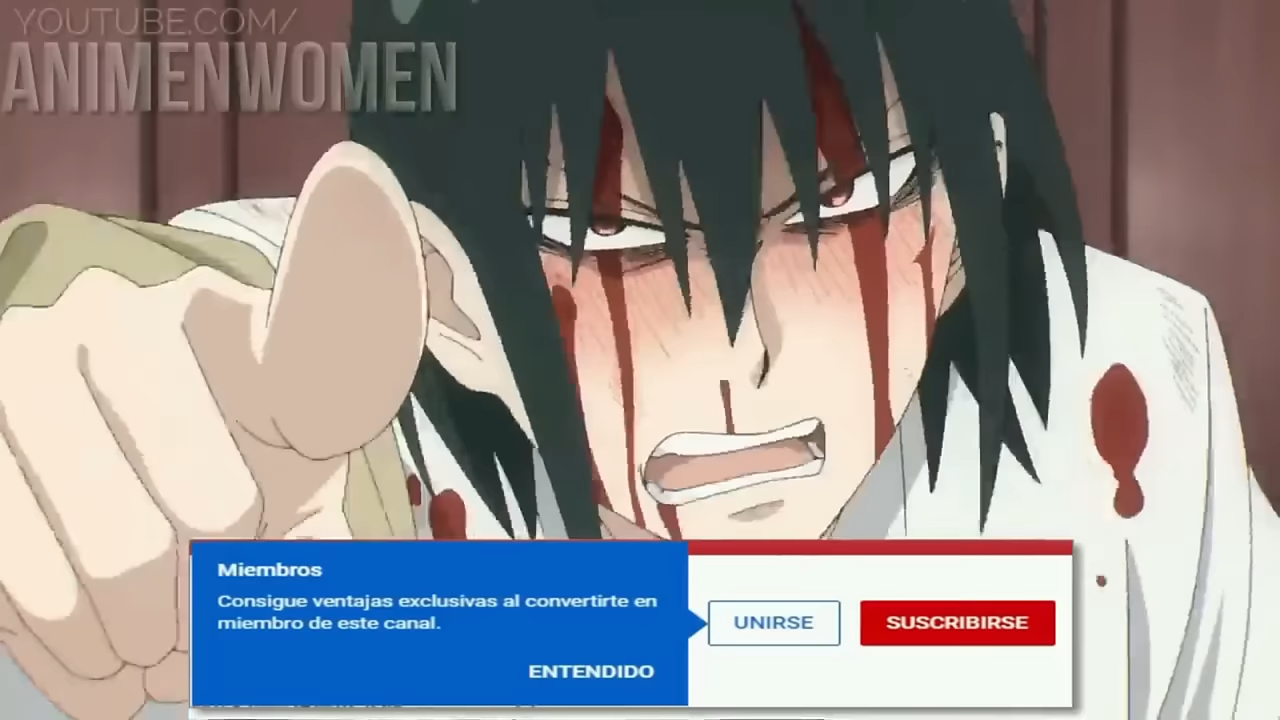 YOUTUBE.COM/
ANIMENWOMEN
Miembros
Consigue ventajas exclusivas al convertirte en
miembro de este canal.
ENTENDIDO
UNIRSE
SUSCRIBIRSE